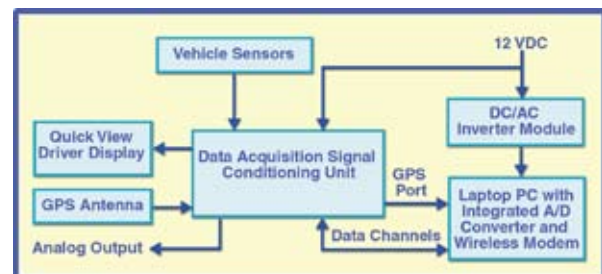 12 VDC
Vehicle Sensors
DC/AC
Inverter Module
Quick View
Driver Display
Data Acquisition Signal
Conditioning Unit
GPS
Port
Laptop PC with
Integrated A/D
Converter and
Wireless Modem
GPS Antenna
Data Channels
Analog Output